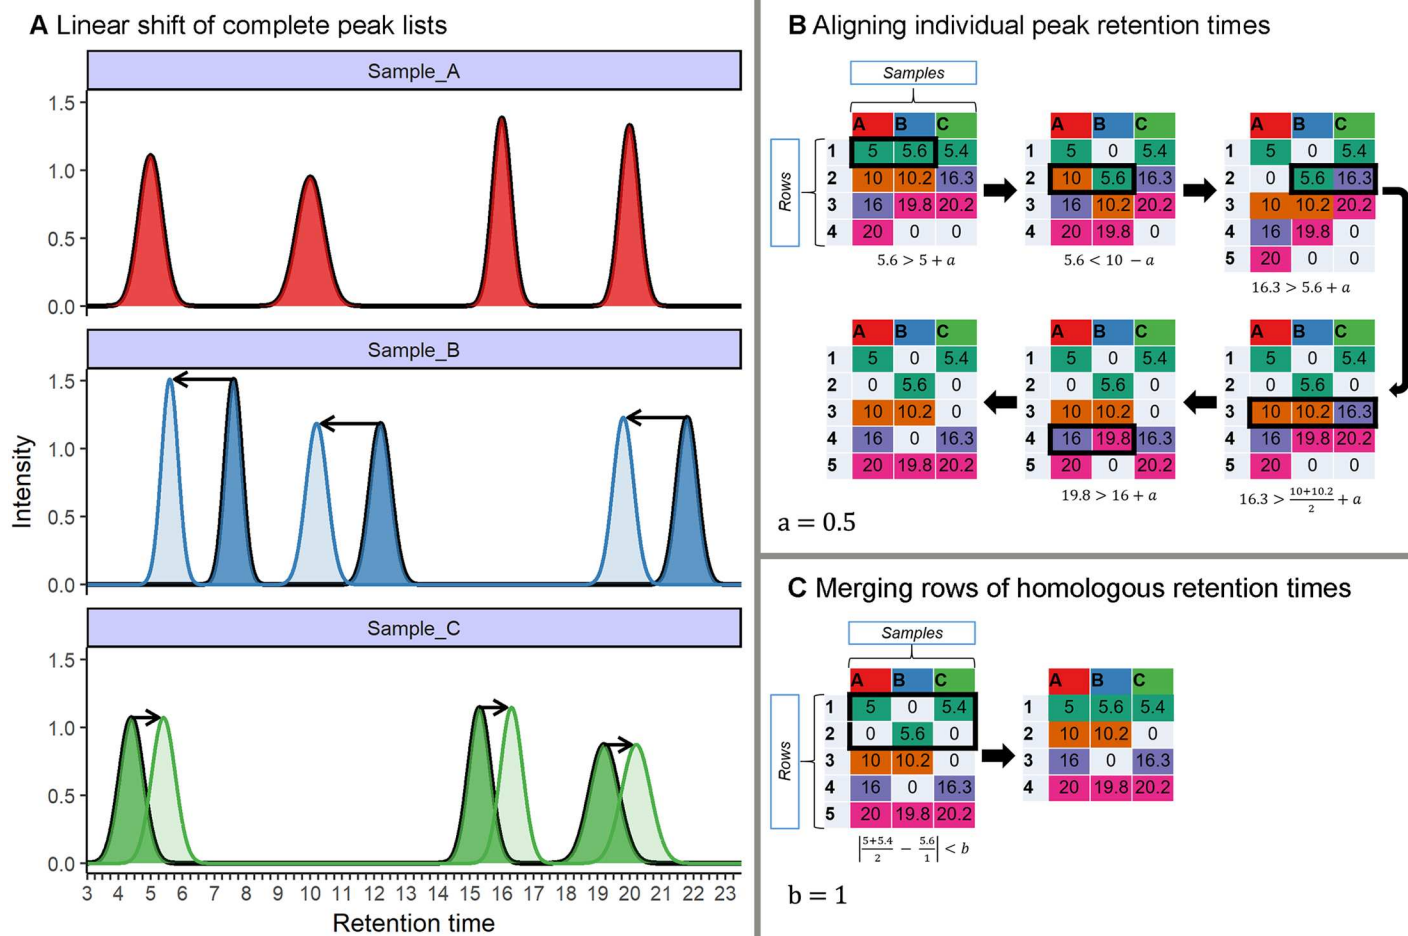 A Linear shift of complete peak lists
Sample_A
1.5
1.0
0.5
0.0
Sample_B
1.5
1.0
0.5
0.0
Sample_C
1.5
1.0
0.5
0.0
Intensity
3 4 5 6 7 8 9 10 11 12 13 14 15 16 17 18 19 20 21 22 23
Retention time
B Aligning individual peak retention times
Samples
Rows
A B C
1 5 5.6 5.4
2 10 10.2 16.3
3 16 19.8 20.2
4 20 0 0
5.6 > 5 + a
A B C
1 5 0 5.4
2 10 5.6 16.3
3 16 10.2 20.2
4 20 19.8 0
5.6 < 10 − a
A B C
1 5 0 5.4
2 0 5.6 16.3
3 10 10.2 20.2
4 16 19.8 0
5 20 0 0
16.3 > 5.6 + a
A B C
1 5 0 5.4
2 0 5.6 0
3 10 10.2 0
4 16 0 16.3
5 20 19.8 20.2
A B C
1 5 0 5.4
2 0 5.6 0
3 10 10.2 0
4 16 19.8 16.3
5 20 0 20.2
19.8 > 16 + a
A B C
1 5 0 5.4
2 0 5.6 0
3 10 10.2 16.3
4 16 19.8 20.2
5 20 0 0
16.3 > 10+10.2/2 + a
a = 0.5
C Merging rows of homologous retention times
Samples
Rows
A B C
1 5 0 5.4
2 0 5.6 0
3 10 10.2 0
4 16 0 16.3
5 20 19.8 20.2
|5+5.4/2 − 5.6/1| < b
A B C
1 5 5.6 5.4
2 10 10.2 0
3 16 0 16.3
4 20 19.8 20.2
b = 1